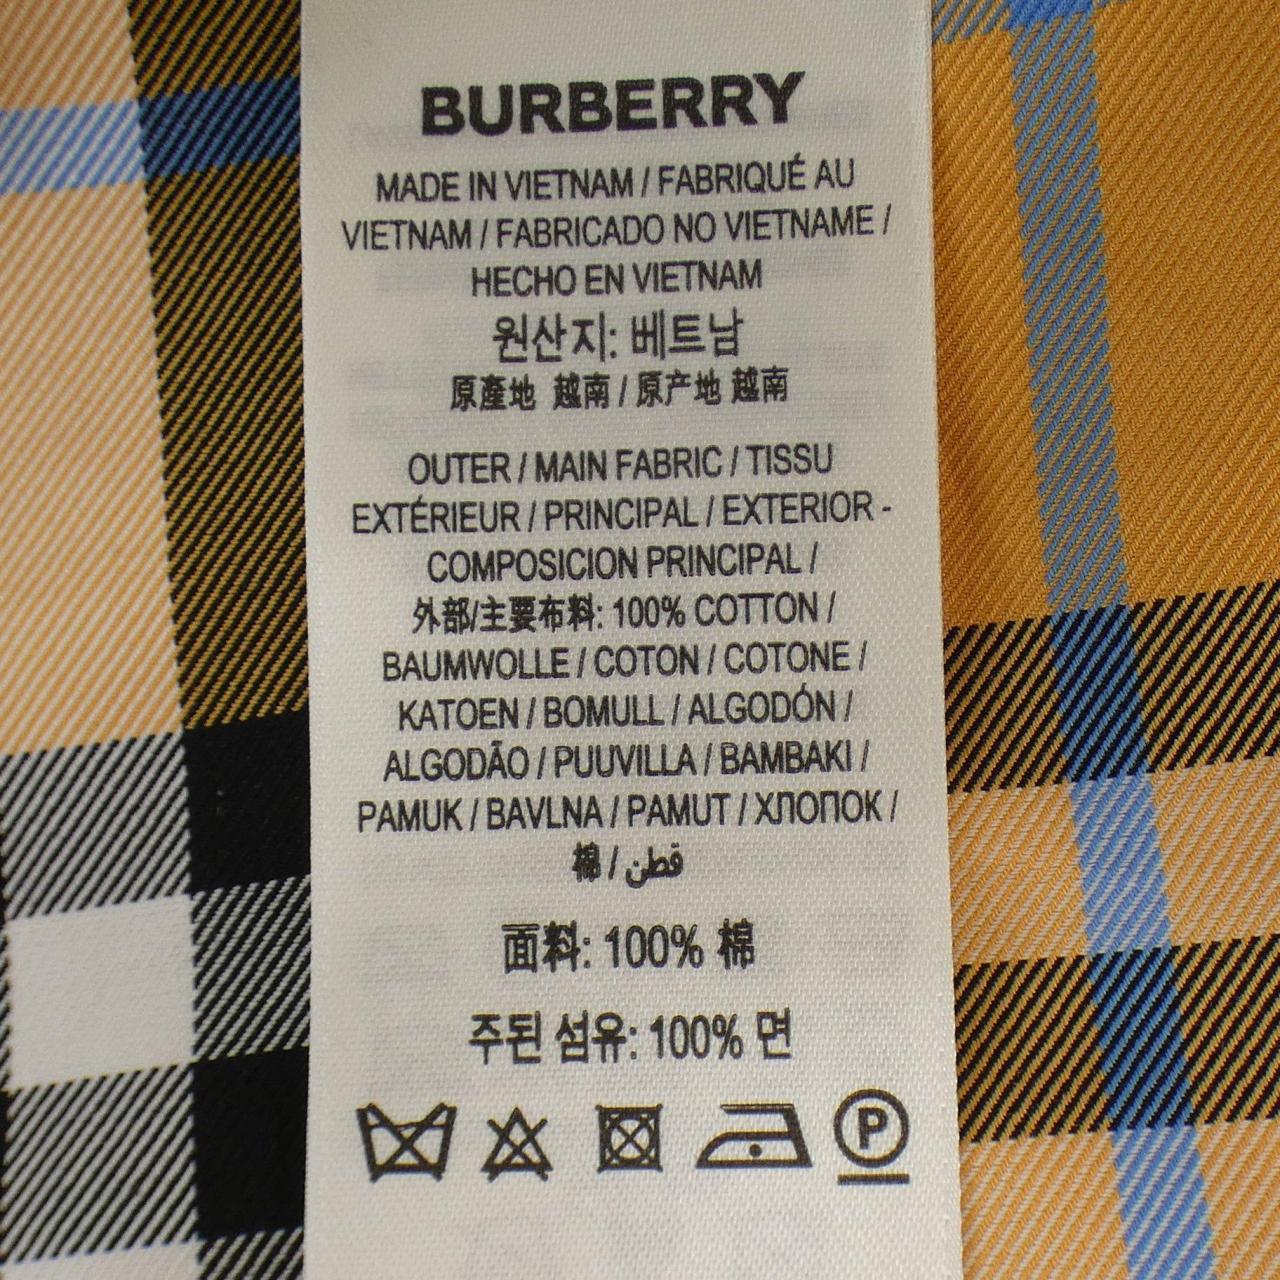 BURBERRY
MADE IN VIETNAM / FABRIQUÉ AU
VIETNAM / FABRICADO NO VIETNAME /
HECHO EN VIETNAM
원산지: 베트남
原產地 越南 / 原产地 越南
OUTER / MAIN FABRIC / TISSU
EXTÉRIEUR / PRINCIPAL / EXTERIOR -
COMPOSICION PRINCIPAL /
外部/主要布料: 100% COTTON /
BAUMWOLLE / COTON / COTONE /
KATOEN / BOMULL / ALGODÓN /
ALGODÃO / PUUVILLA / BAMBAKI /
PAMUK / BAVLNA / PAMUT / ХЛОПОК /
棉 / قطن
面料: 100% 棉
주된 섬유: 100% 면
P